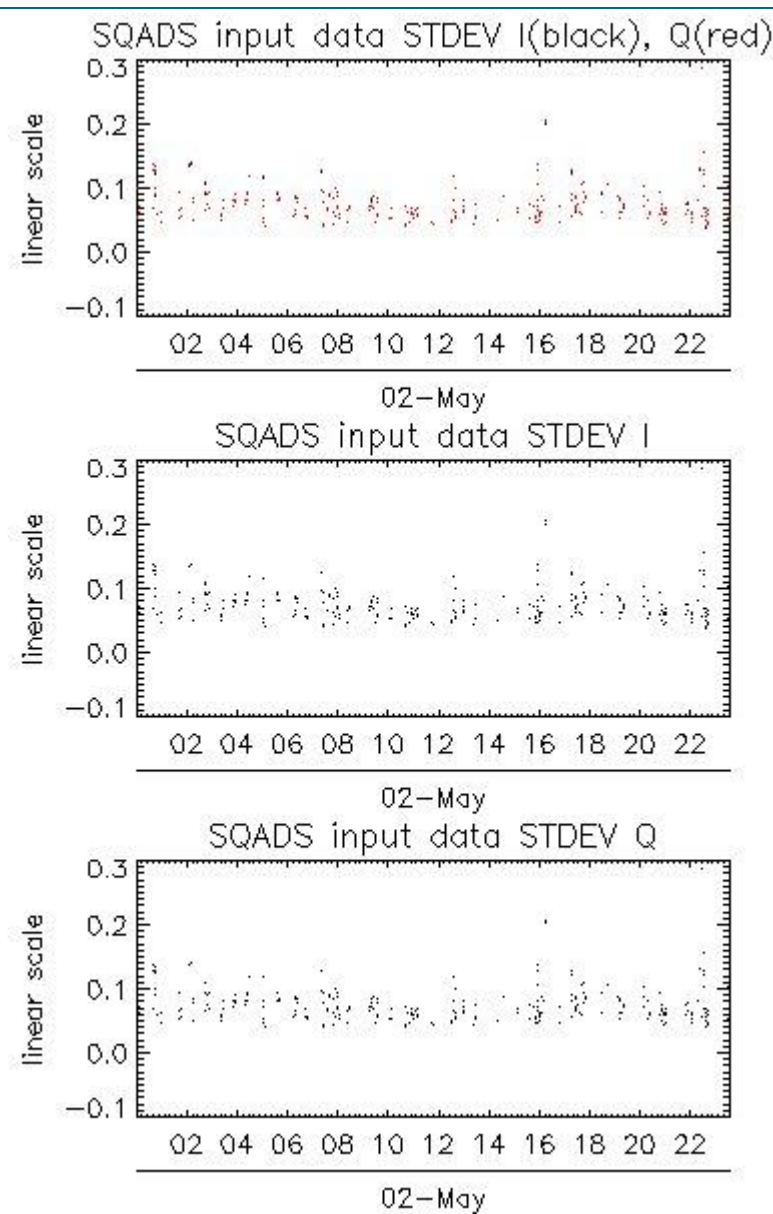 SQADS input data STDEV I(black), Q(red)
linear scale
0.3
0.2
0.1
0.0
−0.1
02 04 06 08 10 12 14 16 18 20 22
02−May
SQADS input data STDEV I
linear scale
0.3
0.2
0.1
0.0
−0.1
02 04 06 08 10 12 14 16 18 20 22
02−May
SQADS input data STDEV Q
linear scale
0.3
0.2
0.1
0.0
−0.1
02 04 06 08 10 12 14 16 18 20 22
02−May